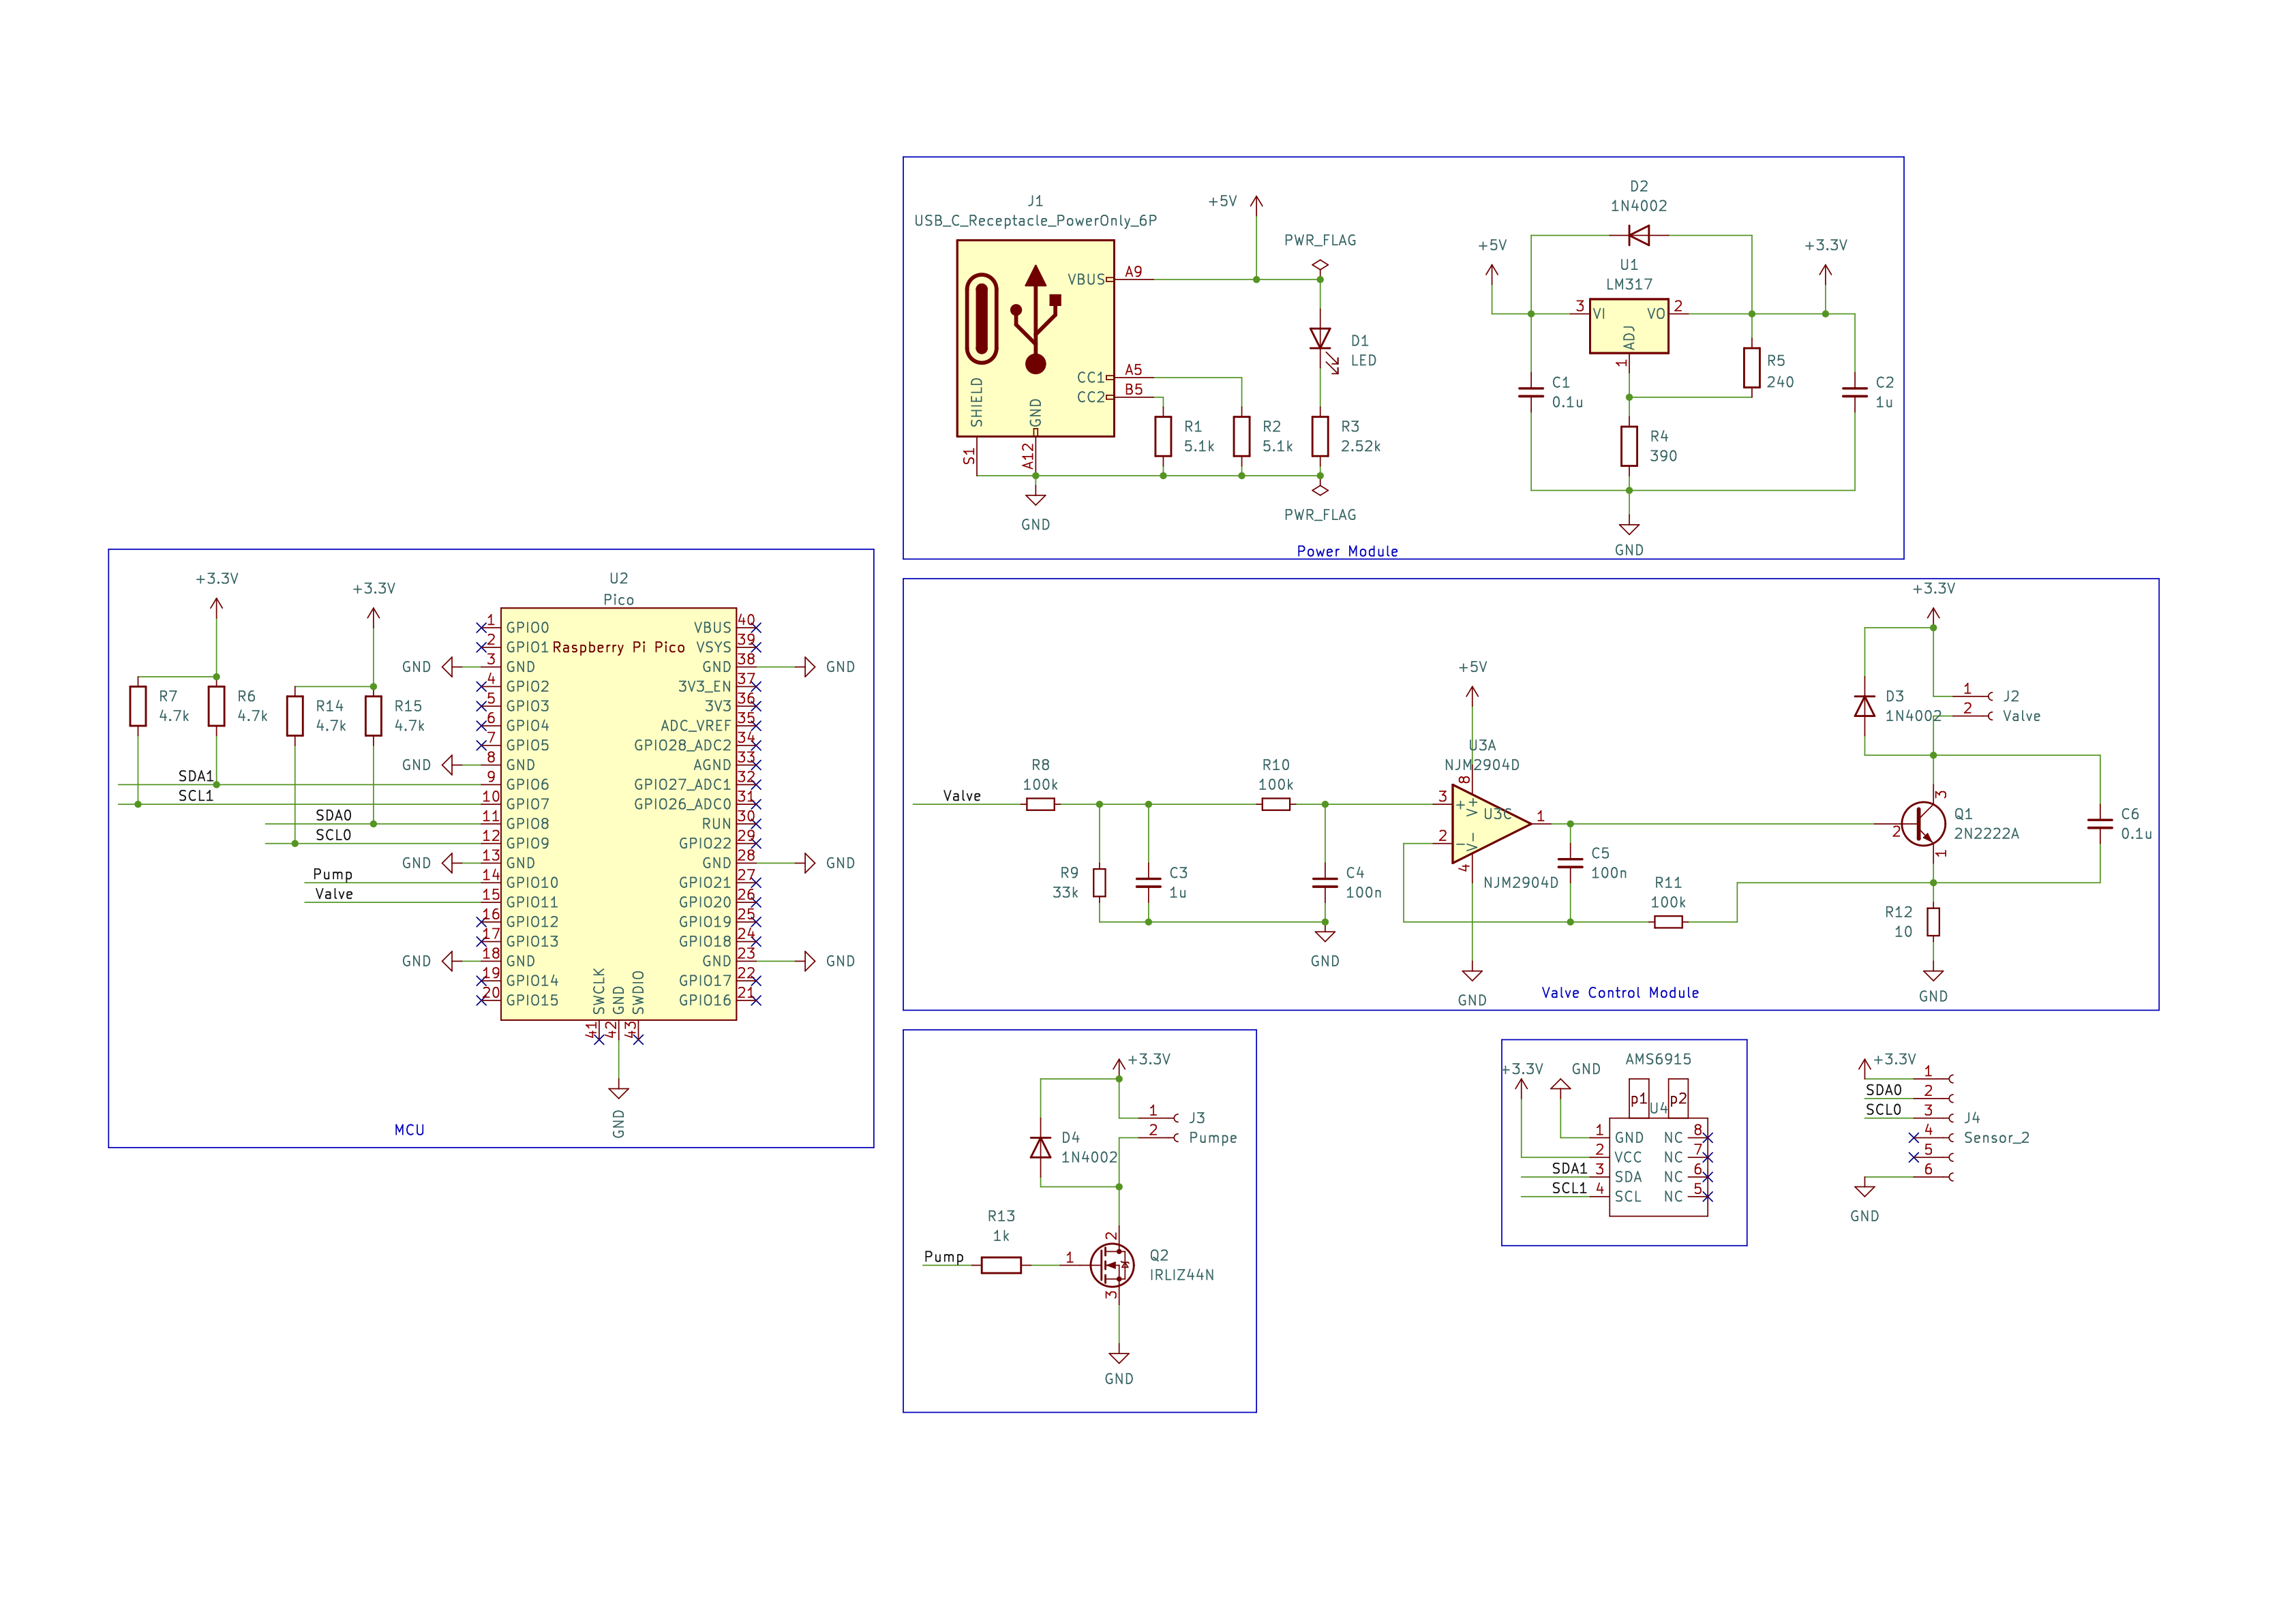 J1
USB_C_Receptacle_PowerOnly_6P
VBUS
A9
CC1
A5
CC2
B5
SHIELD
GND
S1
A12
GND
+5V
PWR_FLAG
D1
LED
R1
5.1k
R2
5.1k
R3
2.52k
PWR_FLAG
D2
1N4002
+5V
U1
LM317
+3.3V
3
VI
VO
2
ADJ
1
R5
240
C1
0.1u
C2
1u
R4
390
GND
Power Module
+3.3V
+3.3V
R7
4.7k
R6
4.7k
R14
4.7k
R15
4.7k
SDA1
SCL1
SDA0
SCL0
Pump
Valve
GND
GND
GND
GND
U2
Pico
Raspberry Pi Pico
1 GPIO0
2 GPIO1
3 GND
4 GPIO2
5 GPIO3
6 GPIO4
7 GPIO5
8 GND
9 GPIO6
10 GPIO7
11 GPIO8
12 GPIO9
13 GND
14 GPIO10
15 GPIO11
16 GPIO12
17 GPIO13
18 GND
19 GPIO14
20 GPIO15
VBUS 40
VSYS 39
GND 38
3V3_EN 37
3V3 36
ADC_VREF 35
GPIO28_ADC2 34
AGND 33
GPIO27_ADC1 32
GPIO26_ADC0 31
RUN 30
GPIO22 29
GND 28
GPIO21 27
GPIO20 26
GPIO19 25
GPIO18 24
GND 23
GPIO17 22
GPIO16 21
SWCLK
GND
SWDIO
41
42
43
GND
GND
GND
GND
MCU
Valve
R8
100k
R9
33k
C3
1u
R10
100k
C4
100n
GND
+5V
U3A
NJM2904D
8
3
+
V+
U3C
1
2
−
V−
4
NJM2904D
GND
C5
100n
R11
100k
+3.3V
D3
1N4002
1
2
J2
Valve
3
Q1
2N2222A
2
1
C6
0.1u
R12
10
GND
Valve Control Module
+3.3V
1
2
J3
Pumpe
D4
1N4002
R13
1k
Pump
1
2
Q2
IRLIZ44N
3
GND
AMS6915
+3.3V
GND
p1
p2
U4
1 GND
2 VCC
3 SDA
4 SCL
NC 8
NC 7
NC 6
NC 5
SDA1
SCL1
+3.3V
SDA0
SCL0
1
2
3
4
5
6
J4
Sensor_2
GND